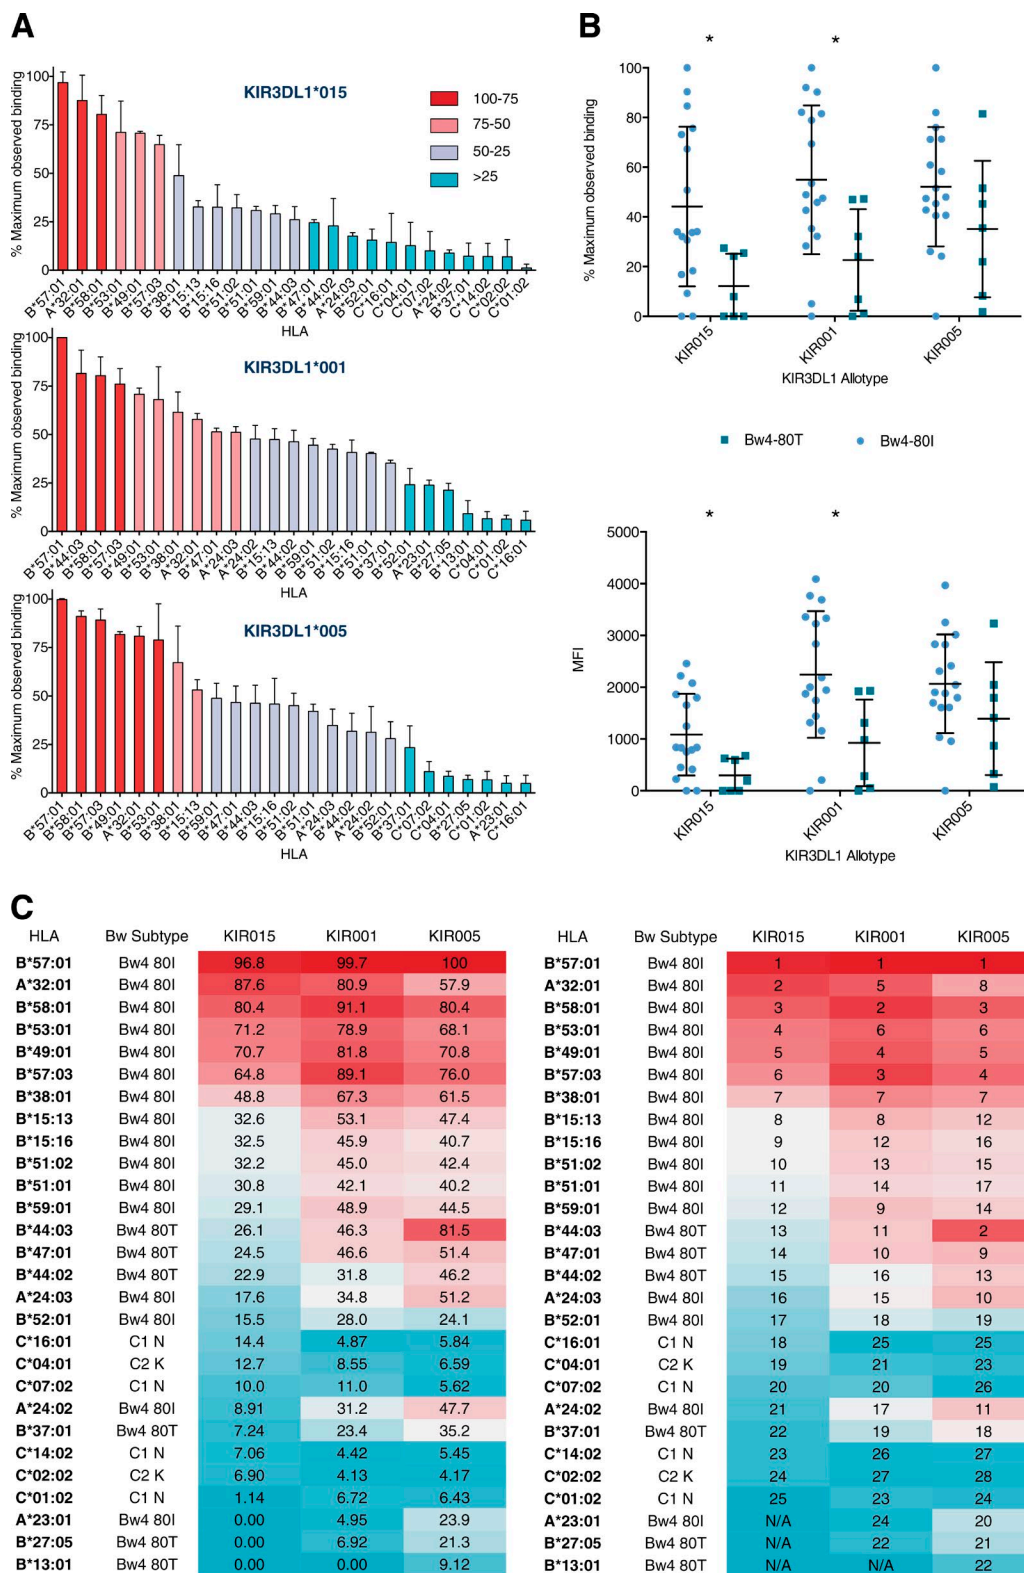 A
KIR3DL1*015
% Maximum observed binding
100
75
50
25
0
100-75
75-50
50-25
>25
B*57:01 A*32:01 B*58:01 B*53:01 B*49:01 B*57:03 B*38:01 B*15:13 B*15:16 B*51:02 B*51:01 B*59:01 B*44:03 B*47:01 B*44:02 A*24:03 B*52:01 C*16:01 C*04:01 C*07:02 A*24:02 B*37:01 C*14:02 C*02:02 C*01:02
HLA
KIR3DL1*001
% Maximum observed binding
100
75
50
25
0
B*57:01 B*44:03 B*58:01 B*57:03 B*49:01 B*53:01 B*38:01 A*32:01 B*47:01 A*24:03 A*24:02 B*15:13 B*44:02 B*59:01 B*51:02 B*15:16 B*51:01 B*37:01 B*52:01 A*23:01 B*27:05 B*13:01 C*04:01 C*01:02 C*16:01
HLA
KIR3DL1*005
% Maximum observed binding
100
75
50
25
0
B*57:01 B*58:01 B*57:03 B*49:01 A*32:01 B*53:01 B*38:01 B*15:13 B*59:01 B*47:01 B*44:03 B*15:16 B*51:02 B*51:01 A*24:03 B*44:02 A*24:02 B*52:01 B*37:01 C*07:02 C*04:01 B*27:05 C*01:02 A*23:01 C*16:01
HLA
B
* *
% Maximum observed binding
100
80
60
40
20
0
KIR015 KIR001 KIR005
KIR3DL1 Allotype
Bw4-80T Bw4-80I
* *
MFI
5000
4000
3000
2000
1000
0
KIR015 KIR001 KIR005
KIR3DL1 Allotype
C
HLA Bw Subtype KIR015 KIR001 KIR005
B*57:01 Bw4 80I 96.8 99.7 100
A*32:01 Bw4 80I 87.6 80.9 57.9
B*58:01 Bw4 80I 80.4 91.1 80.4
B*53:01 Bw4 80I 71.2 78.9 68.1
B*49:01 Bw4 80I 70.7 81.8 70.8
B*57:03 Bw4 80I 64.8 89.1 76.0
B*38:01 Bw4 80I 48.8 67.3 61.5
B*15:13 Bw4 80I 32.6 53.1 47.4
B*15:16 Bw4 80I 32.5 45.9 40.7
B*51:02 Bw4 80I 32.2 45.0 42.4
B*51:01 Bw4 80I 30.8 42.1 40.2
B*59:01 Bw4 80I 29.1 48.9 44.5
B*44:03 Bw4 80T 26.1 46.3 81.5
B*47:01 Bw4 80T 24.5 46.6 51.4
B*44:02 Bw4 80T 22.9 31.8 46.2
A*24:03 Bw4 80I 17.6 34.8 51.2
B*52:01 Bw4 80I 15.5 28.0 24.1
C*16:01 C1 N 14.4 4.87 5.84
C*04:01 C2 K 12.7 8.55 6.59
C*07:02 C1 N 10.0 11.0 5.62
A*24:02 Bw4 80I 8.91 31.2 47.7
B*37:01 Bw4 80T 7.24 23.4 35.2
C*14:02 C1 N 7.06 4.42 5.45
C*02:02 C2 K 6.90 4.13 4.17
C*01:02 C1 N 1.14 6.72 6.43
A*23:01 Bw4 80I 0.00 4.95 23.9
B*27:05 Bw4 80T 0.00 6.92 21.3
B*13:01 Bw4 80T 0.00 0.00 9.12
HLA Bw Subtype KIR015 KIR001 KIR005
B*57:01 Bw4 80I 1 1 1
A*32:01 Bw4 80I 2 5 8
B*58:01 Bw4 80I 3 2 3
B*53:01 Bw4 80I 4 6 6
B*49:01 Bw4 80I 5 4 5
B*57:03 Bw4 80I 6 3 4
B*38:01 Bw4 80I 7 7 7
B*15:13 Bw4 80I 8 8 12
B*15:16 Bw4 80I 9 12 16
B*51:02 Bw4 80I 10 13 15
B*51:01 Bw4 80I 11 14 17
B*59:01 Bw4 80I 12 9 14
B*44:03 Bw4 80T 13 11 2
B*47:01 Bw4 80T 14 10 9
B*44:02 Bw4 80T 15 16 13
A*24:03 Bw4 80I 16 15 10
B*52:01 Bw4 80I 17 18 19
C*16:01 C1 N 18 25 25
C*04:01 C2 K 19 21 23
C*07:02 C1 N 20 20 26
A*24:02 Bw4 80I 21 17 11
B*37:01 Bw4 80T 22 19 18
C*14:02 C1 N 23 26 27
C*02:02 C2 K 24 27 28
C*01:02 C1 N 25 23 24
A*23:01 Bw4 80I N/A 24 20
B*27:05 Bw4 80T N/A 22 21
B*13:01 Bw4 80T N/A N/A 22